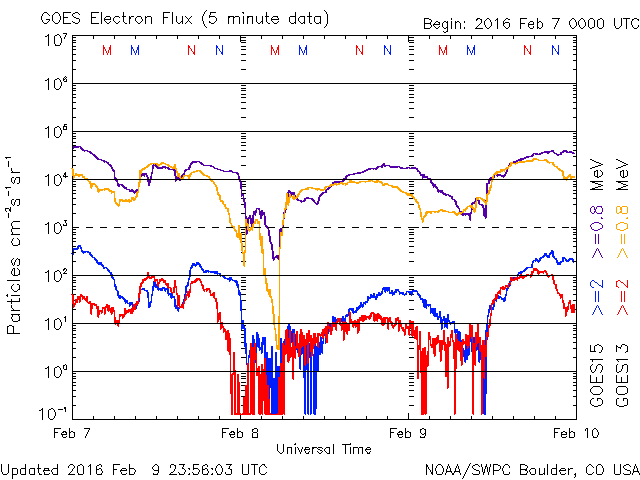 GOES Electron Flux (5 minute data)
Begin: 2016 Feb 7 0000 UTC
10⁷
M M N N M M N N M M N N
10⁶
10⁵
10⁴
10³
10²
10¹
10⁰
10⁻¹
Particles cm⁻²s⁻¹sr⁻¹
Feb 7 Feb 8 Feb 9 Feb 10
Universal Time
GOES15 >=2 >=0.8 MeV
GOES13 >=2 >=0.8 MeV
Updated 2016 Feb 9 23:56:03 UTC
NOAA/SWPC Boulder, CO USA